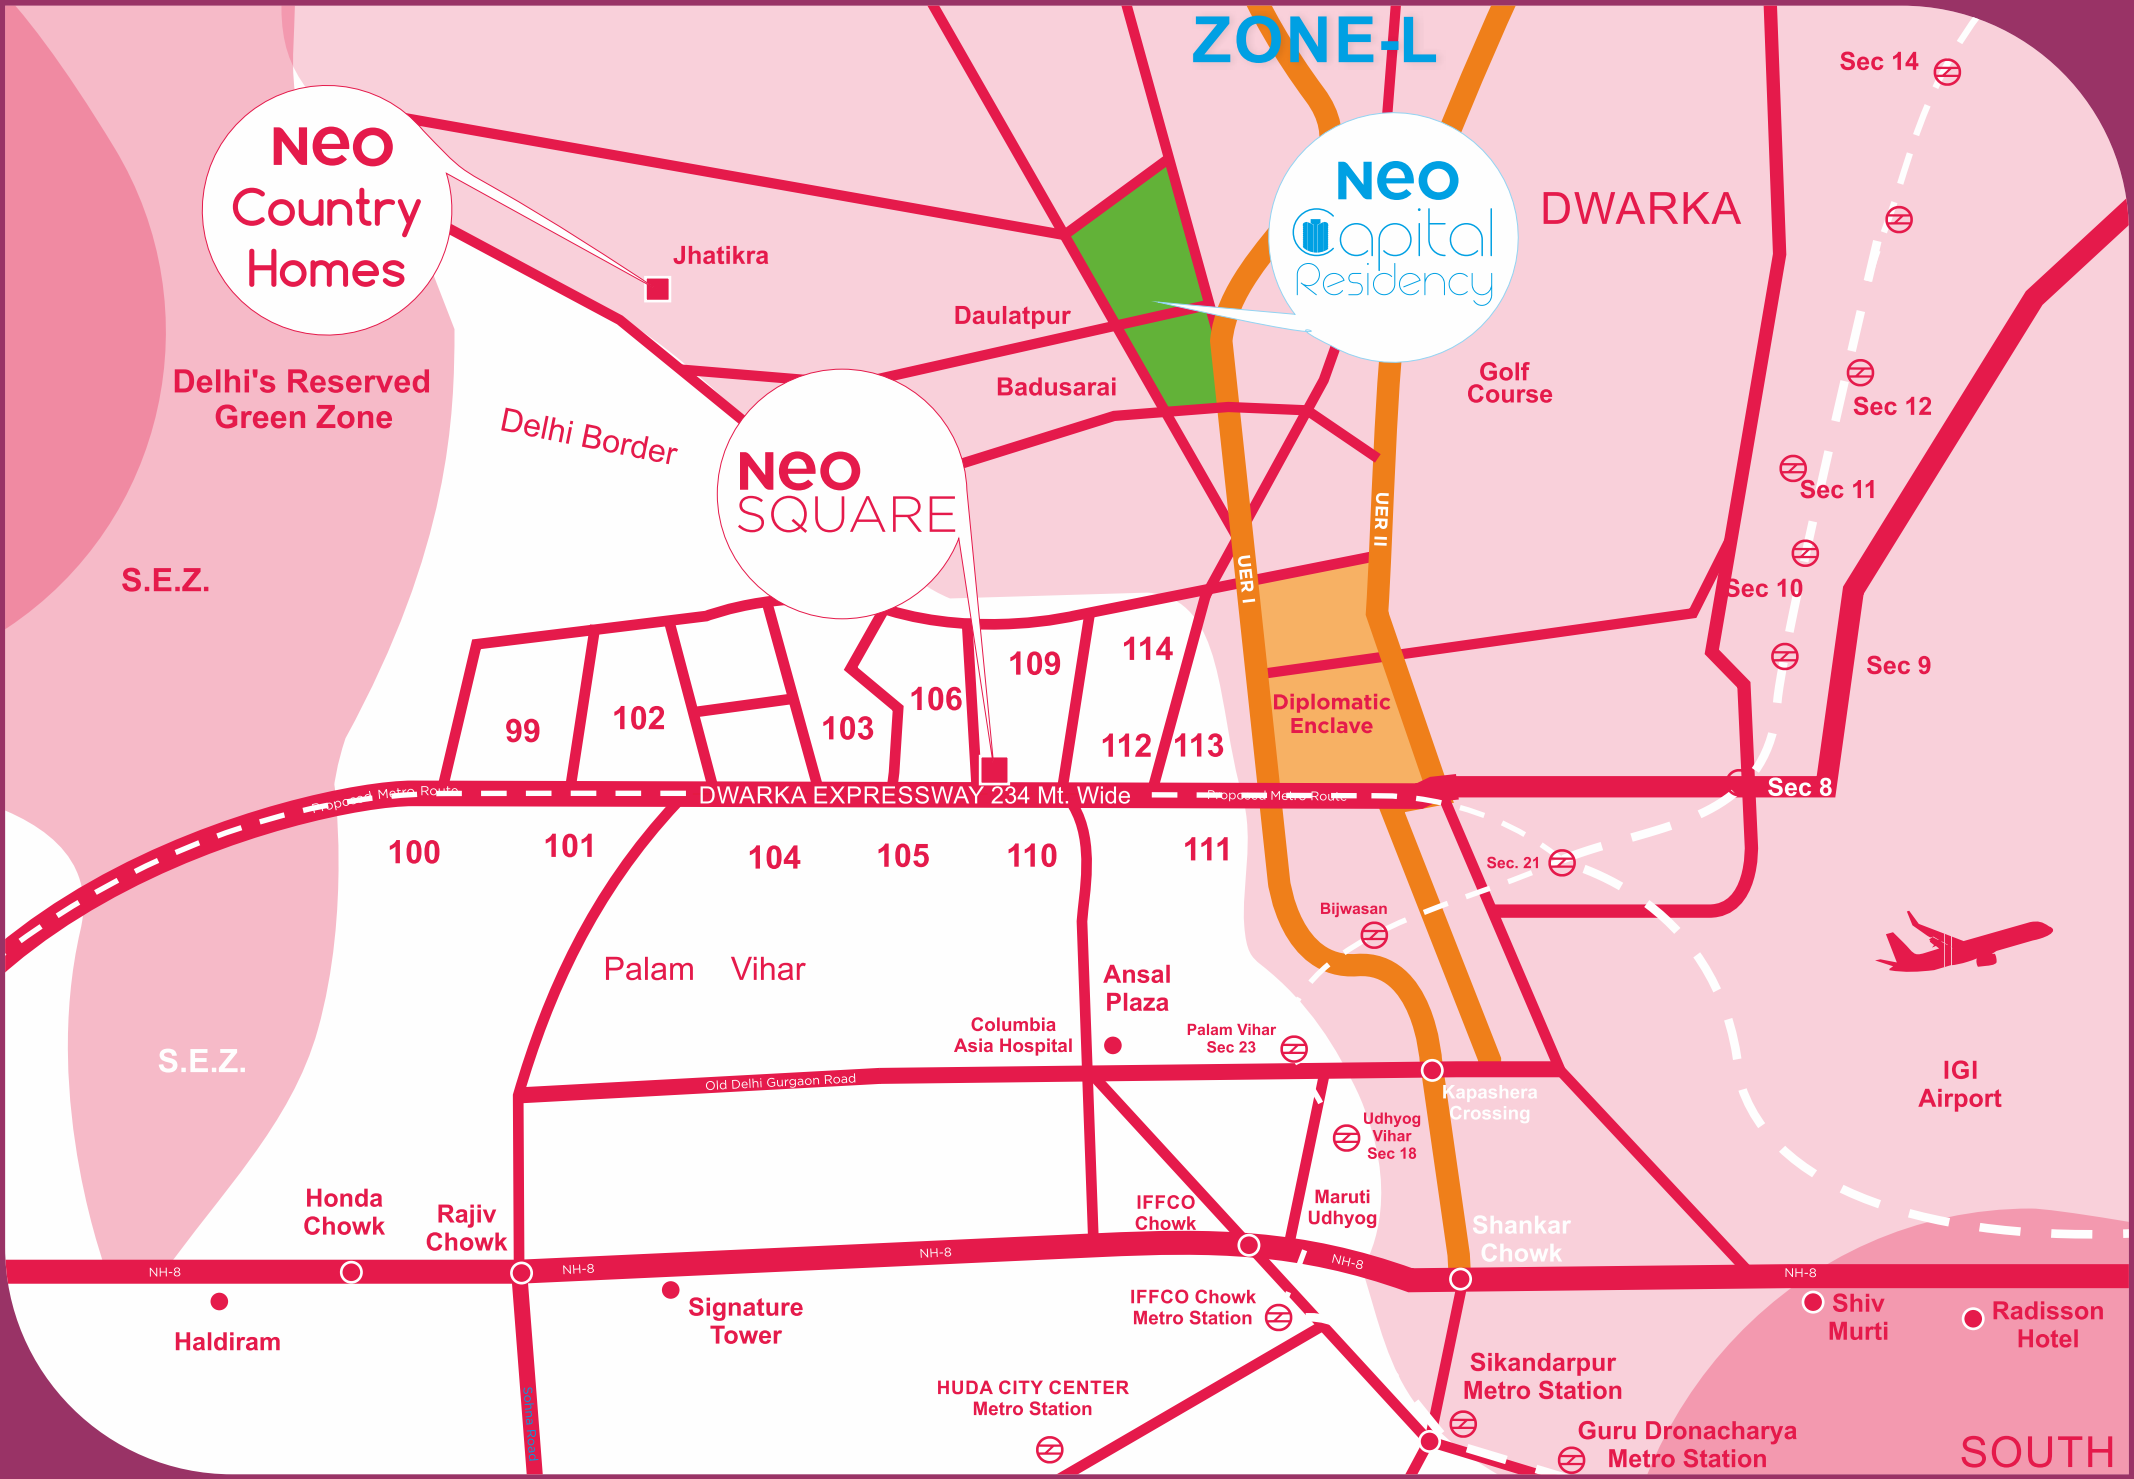 ZONE-L
Sec 14
Neo
Country
Homes
Neo
Capital
Residency
DWARKA
Jhatikra
Daulatpur
Badusarai
Golf
Course
Sec 12
Delhi's Reserved
Green Zone
Delhi Border
Neo
SQUARE
Sec 11
UER II
UER I
S.E.Z.
Sec 10
Sec 9
114
109
106
102
99
103
112
113
Diplomatic
Enclave
Proposed Metro Route
DWARKA EXPRESSWAY 234 Mt. Wide
Proposed Metro Route
Sec 8
100
101
104
105
110
111
Sec. 21
Bijwasan
Palam Vihar
Ansal
Plaza
Columbia
Asia Hospital
Palam Vihar
Sec 23
S.E.Z.
Old Delhi Gurgaon Road
Kapashera
Crossing
IGI
Airport
Udhyog
Vihar
Sec 18
Honda
Chowk
Rajiv
Chowk
IFFCO
Chowk
Maruti
Udhyog
Shankar
Chowk
NH-8
NH-8
NH-8
NH-8
NH-8
Haldiram
Signature
Tower
IFFCO Chowk
Metro Station
Shiv
Murti
Radisson
Hotel
Sohna Road
HUDA CITY CENTER
Metro Station
Sikandarpur
Metro Station
Guru Dronacharya
Metro Station
SOUTH